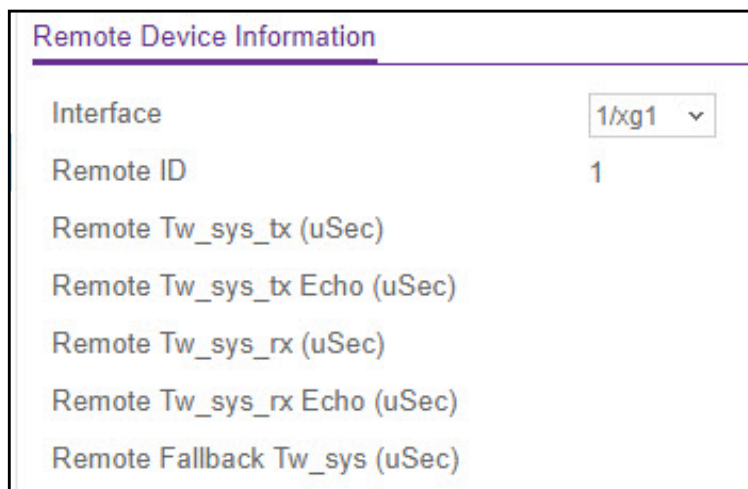 Remote Device Information
Interface 1/xg1
Remote ID 1
Remote Tw_sys_tx (uSec)
Remote Tw_sys_tx Echo (uSec)
Remote Tw_sys_rx (uSec)
Remote Tw_sys_rx Echo (uSec)
Remote Fallback Tw_sys (uSec)